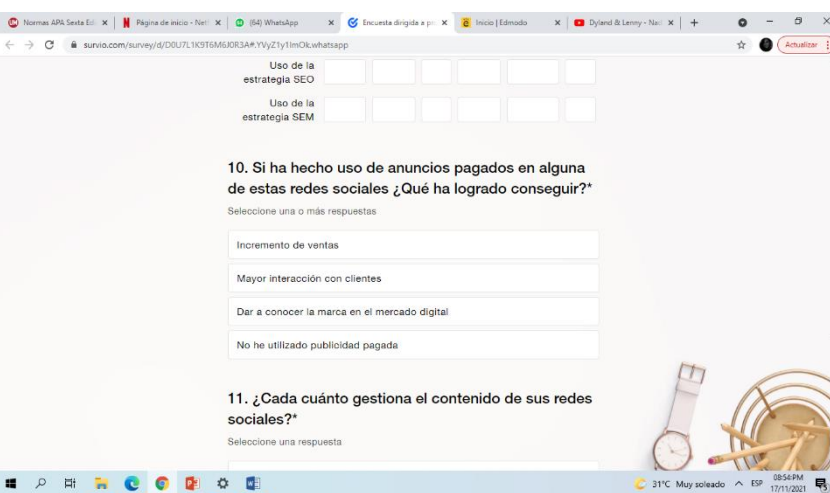 Normas APA Sexta Edi
Página de inicio - Net
(64) WhatsApp
Encuesta dirigida a p
Inicio | Edmodo
Dyland & Lenny - Nad
survio.com/survey/d/D0U7L1K9T6M6J0R3A#.YVyZ1y1ImOk.whatsapp
Actualizar
Uso de la
estrategia SEO
Uso de la
estrategia SEM
10. Si ha hecho uso de anuncios pagados en alguna
de estas redes sociales ¿Qué ha logrado conseguir?*
Seleccione una o más respuestas
Incremento de ventas
Mayor interacción con clientes
Dar a conocer la marca en el mercado digital
No he utilizado publicidad pagada
11. ¿Cada cuánto gestiona el contenido de sus redes
sociales?*
Seleccione una respuesta
31°C Muy soleado
ESP
08:54 PM
17/11/2021